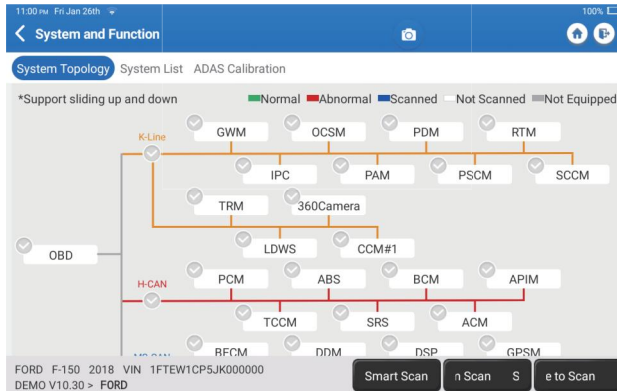 11:00 PM Fri Jan 26th 100%
System and Function
System Topology System List ADAS Calibration
*Support sliding up and down Normal Abnormal Scanned Not Scanned Not Equipped
K-Line
GWM OCSM PDM RTM
IPC PAM PSCM SCCM
TRM 360Camera
LDWS CCM#1
OBD
H-CAN
PCM ABS BCM APIM
TCCM SRS ACM
BFCM DDM DSP GPSM
FORD F-150 2018 VIN 1FTEW1CP5JK000000
DEMO V10.30 > FORD
Smart Scan n Scan S e to Scan